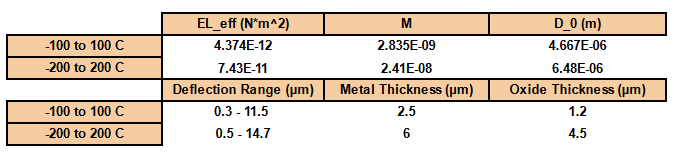 EL_eff (N*m^2) M D_0 (m)
-100 to 100 C 4.374E-12 2.835E-09 4.667E-06
-200 to 200 C 7.43E-11 2.41E-08 6.48E-06
Deflection Range (µm) Metal Thickness (µm) Oxide Thickness (µm)
-100 to 100 C 0.3 - 11.5 2.5 1.2
-200 to 200 C 0.5 - 14.7 6 4.5